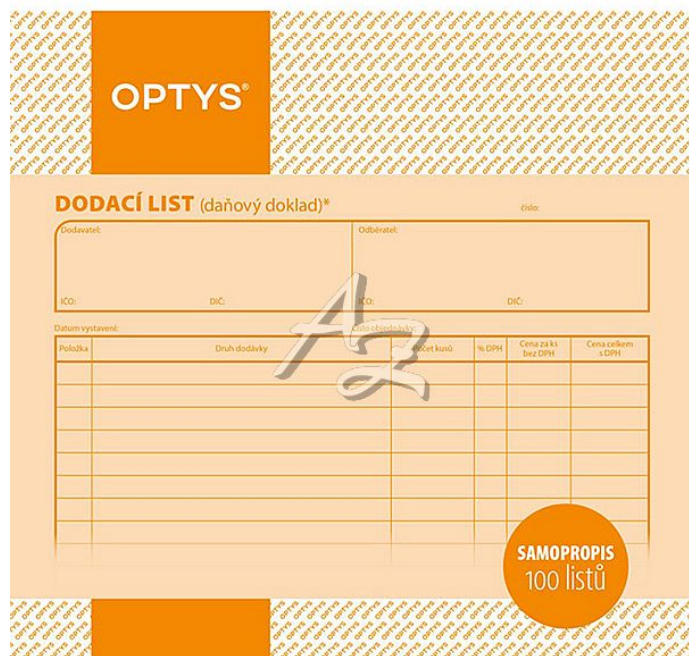 OPTYS®
DODACÍ LIST (daňový doklad)*
číslo:
Dodavatel:
Odběratel:
IČO: DIČ:
IČO: DIČ:
Datum vystavení:
Číslo objednávky:
Položka Druh dodávky Počet kusů % DPH Cena za ks bez DPH Cena celkem s DPH
AZ
SAMOPROPIS
100 listů